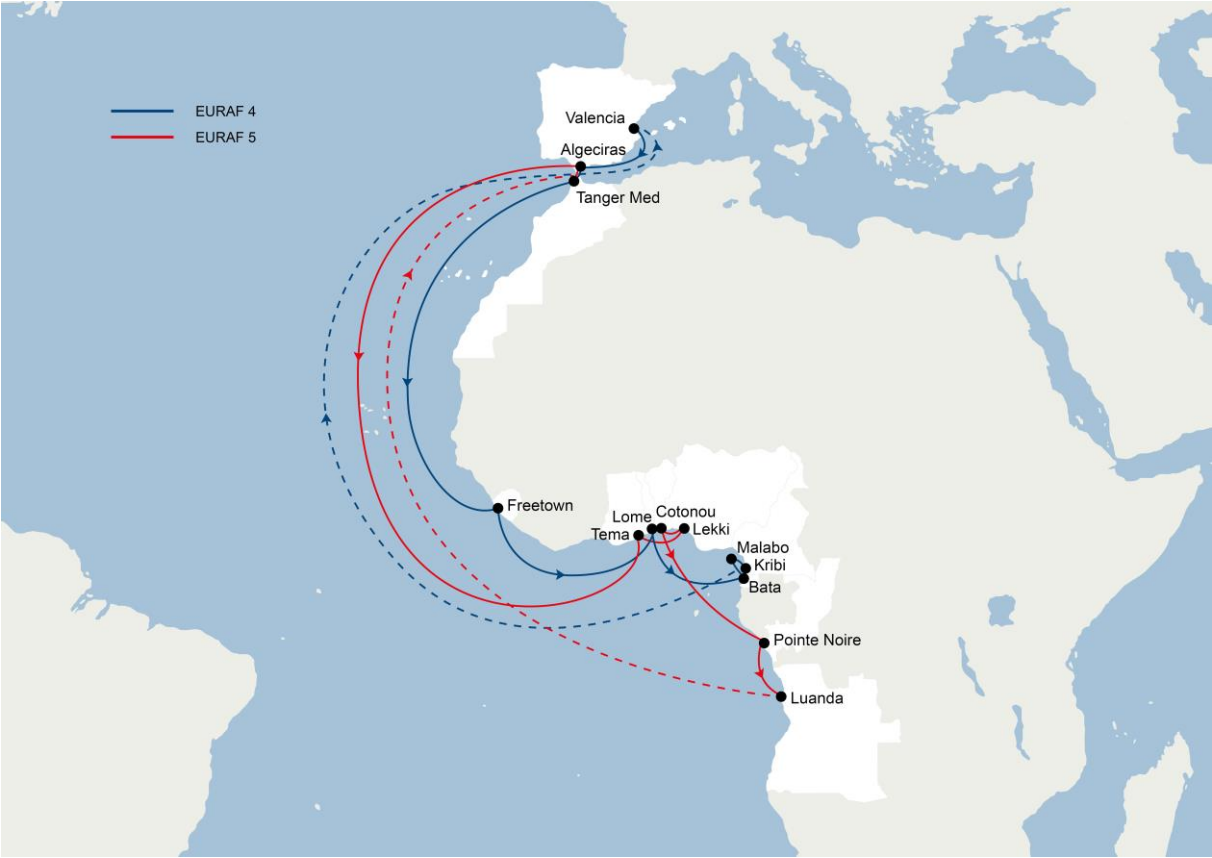 EURAF 4
EURAF 5
Valencia
Algeciras
Tanger Med
Freetown
Lome
Cotonou
Tema
Lekki
Malabo
Kribi
Bata
Pointe Noire
Luanda